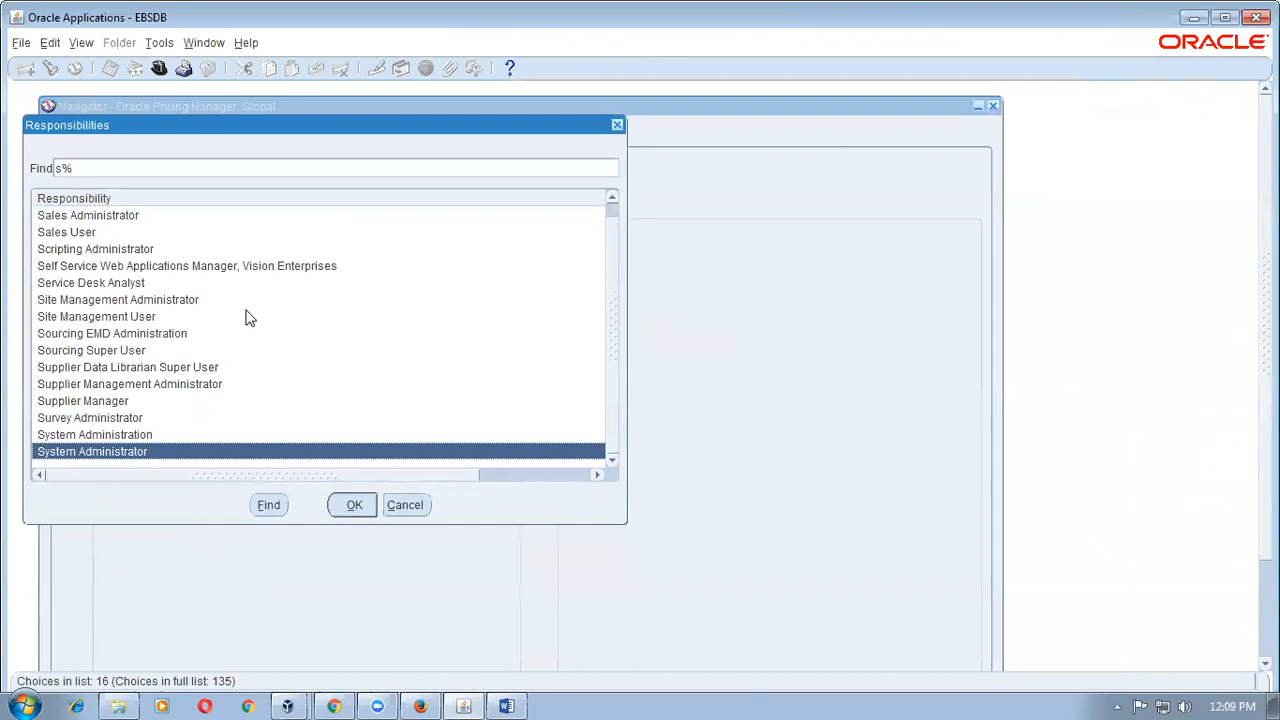 Oracle Applications - EBSDB
File Edit View Folder Tools Window Help
ORACLE
?
Navigator - Oracle Pricing Manager, Global
Responsibilities
Find s%
Responsibility
Sales Administrator
Sales User
Scripting Administrator
Self Service Web Applications Manager, Vision Enterprises
Service Desk Analyst
Site Management Administrator
Site Management User
Sourcing EMD Administration
Sourcing Super User
Supplier Data Librarian Super User
Supplier Management Administrator
Supplier Manager
Survey Administrator
System Administration
System Administrator
Find OK Cancel
Choices in list: 16 (Choices in full list: 135)
12:09 PM